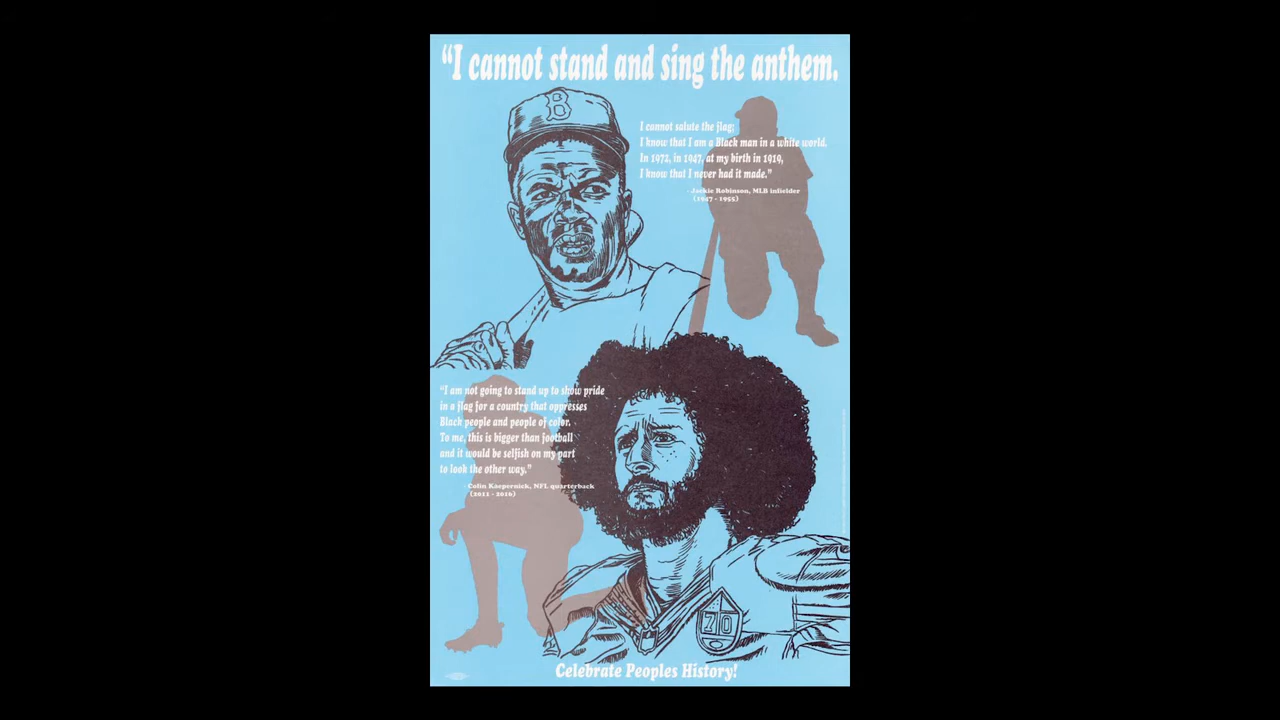 “I cannot stand and sing the anthem.
B
I cannot salute the flag;
I know that I am a Black man in a white world.
In 1972, in 1947, at my birth in 1919,
I know that I never had it made.”
- Jackie Robinson, MLB infielder
(1947 - 1955)
“I am not going to stand up to show pride
in a flag for a country that oppresses
Black people and people of color.
To me, this is bigger than football
and it would be selfish on my part
to look the other way.”
- Colin Kaepernick, NFL quarterback
(2011 - 2016)
70
Celebrate Peoples History!